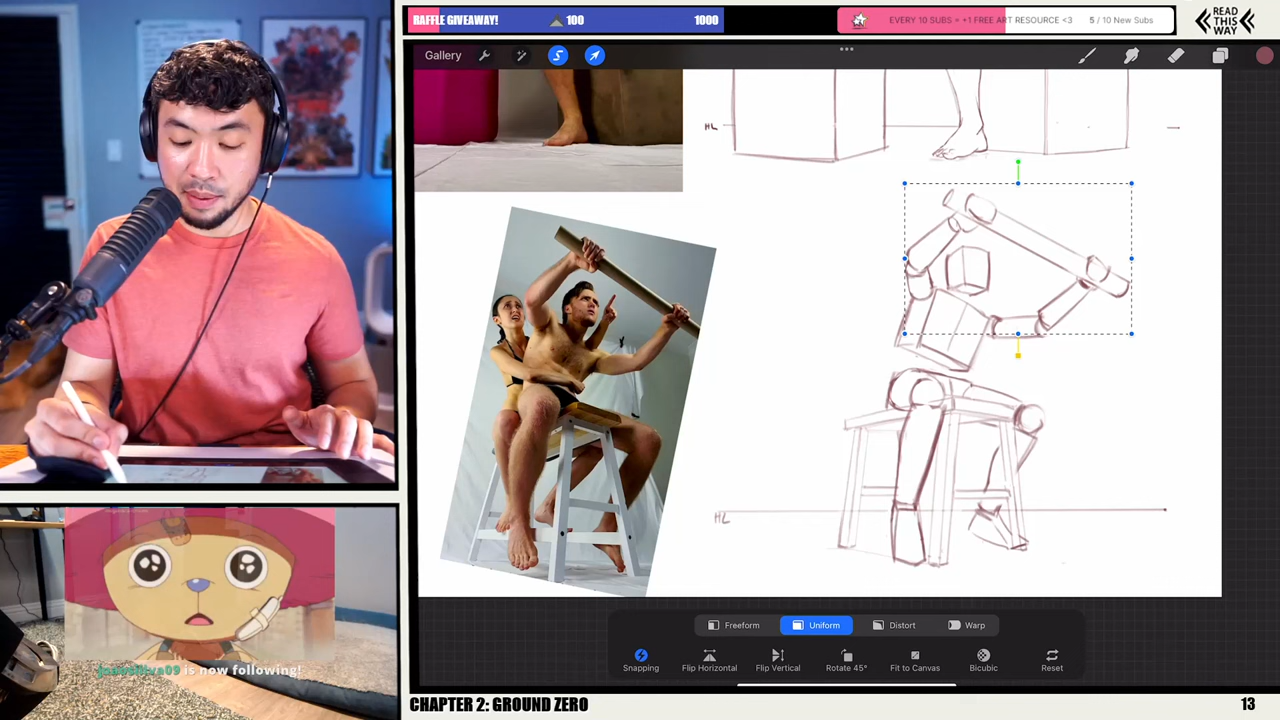 RAFFLE GIVEAWAY!
100
1000
EVERY 10 SUBS = +1 FREE ART RESOURCE <3
5 / 10 New Subs
READ
THIS
WAY
Gallery
S
HL
HL
Freeform
Uniform
Distort
Warp
Snapping
Flip Horizontal
Flip Vertical
Rotate 45°
Fit to Canvas
Bicubic
Reset
is now following!
CHAPTER 2: GROUND ZERO
13